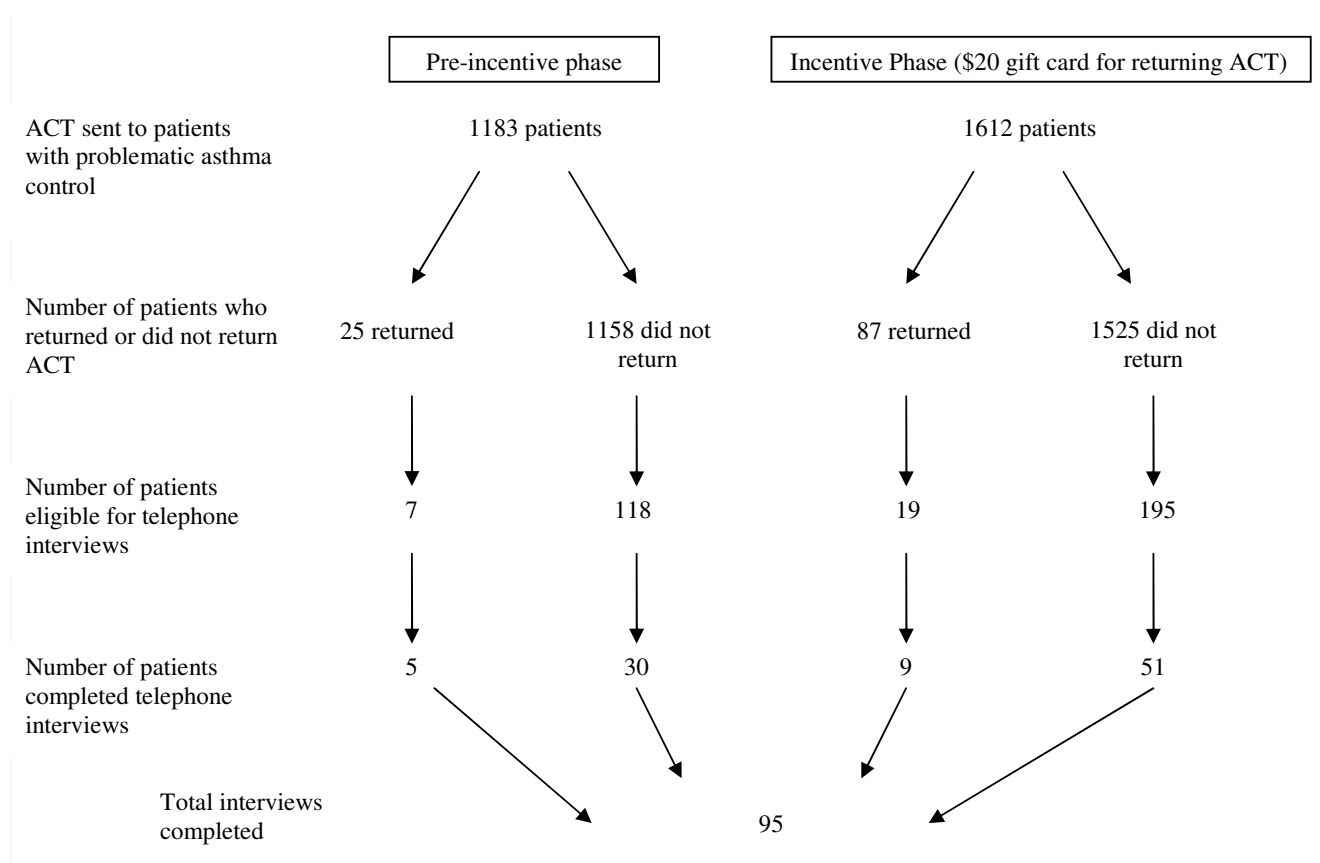 Pre-incentive phase
Incentive Phase ($20 gift card for returning ACT)
ACT sent to patients
with problematic asthma
control
1183 patients
1612 patients
Number of patients who
returned or did not return
ACT
25 returned
1158 did not
return
87 returned
1525 did not
return
Number of patients
eligible for telephone
interviews
7
118
19
195
Number of patients
completed telephone
interviews
5
30
9
51
Total interviews
completed
95